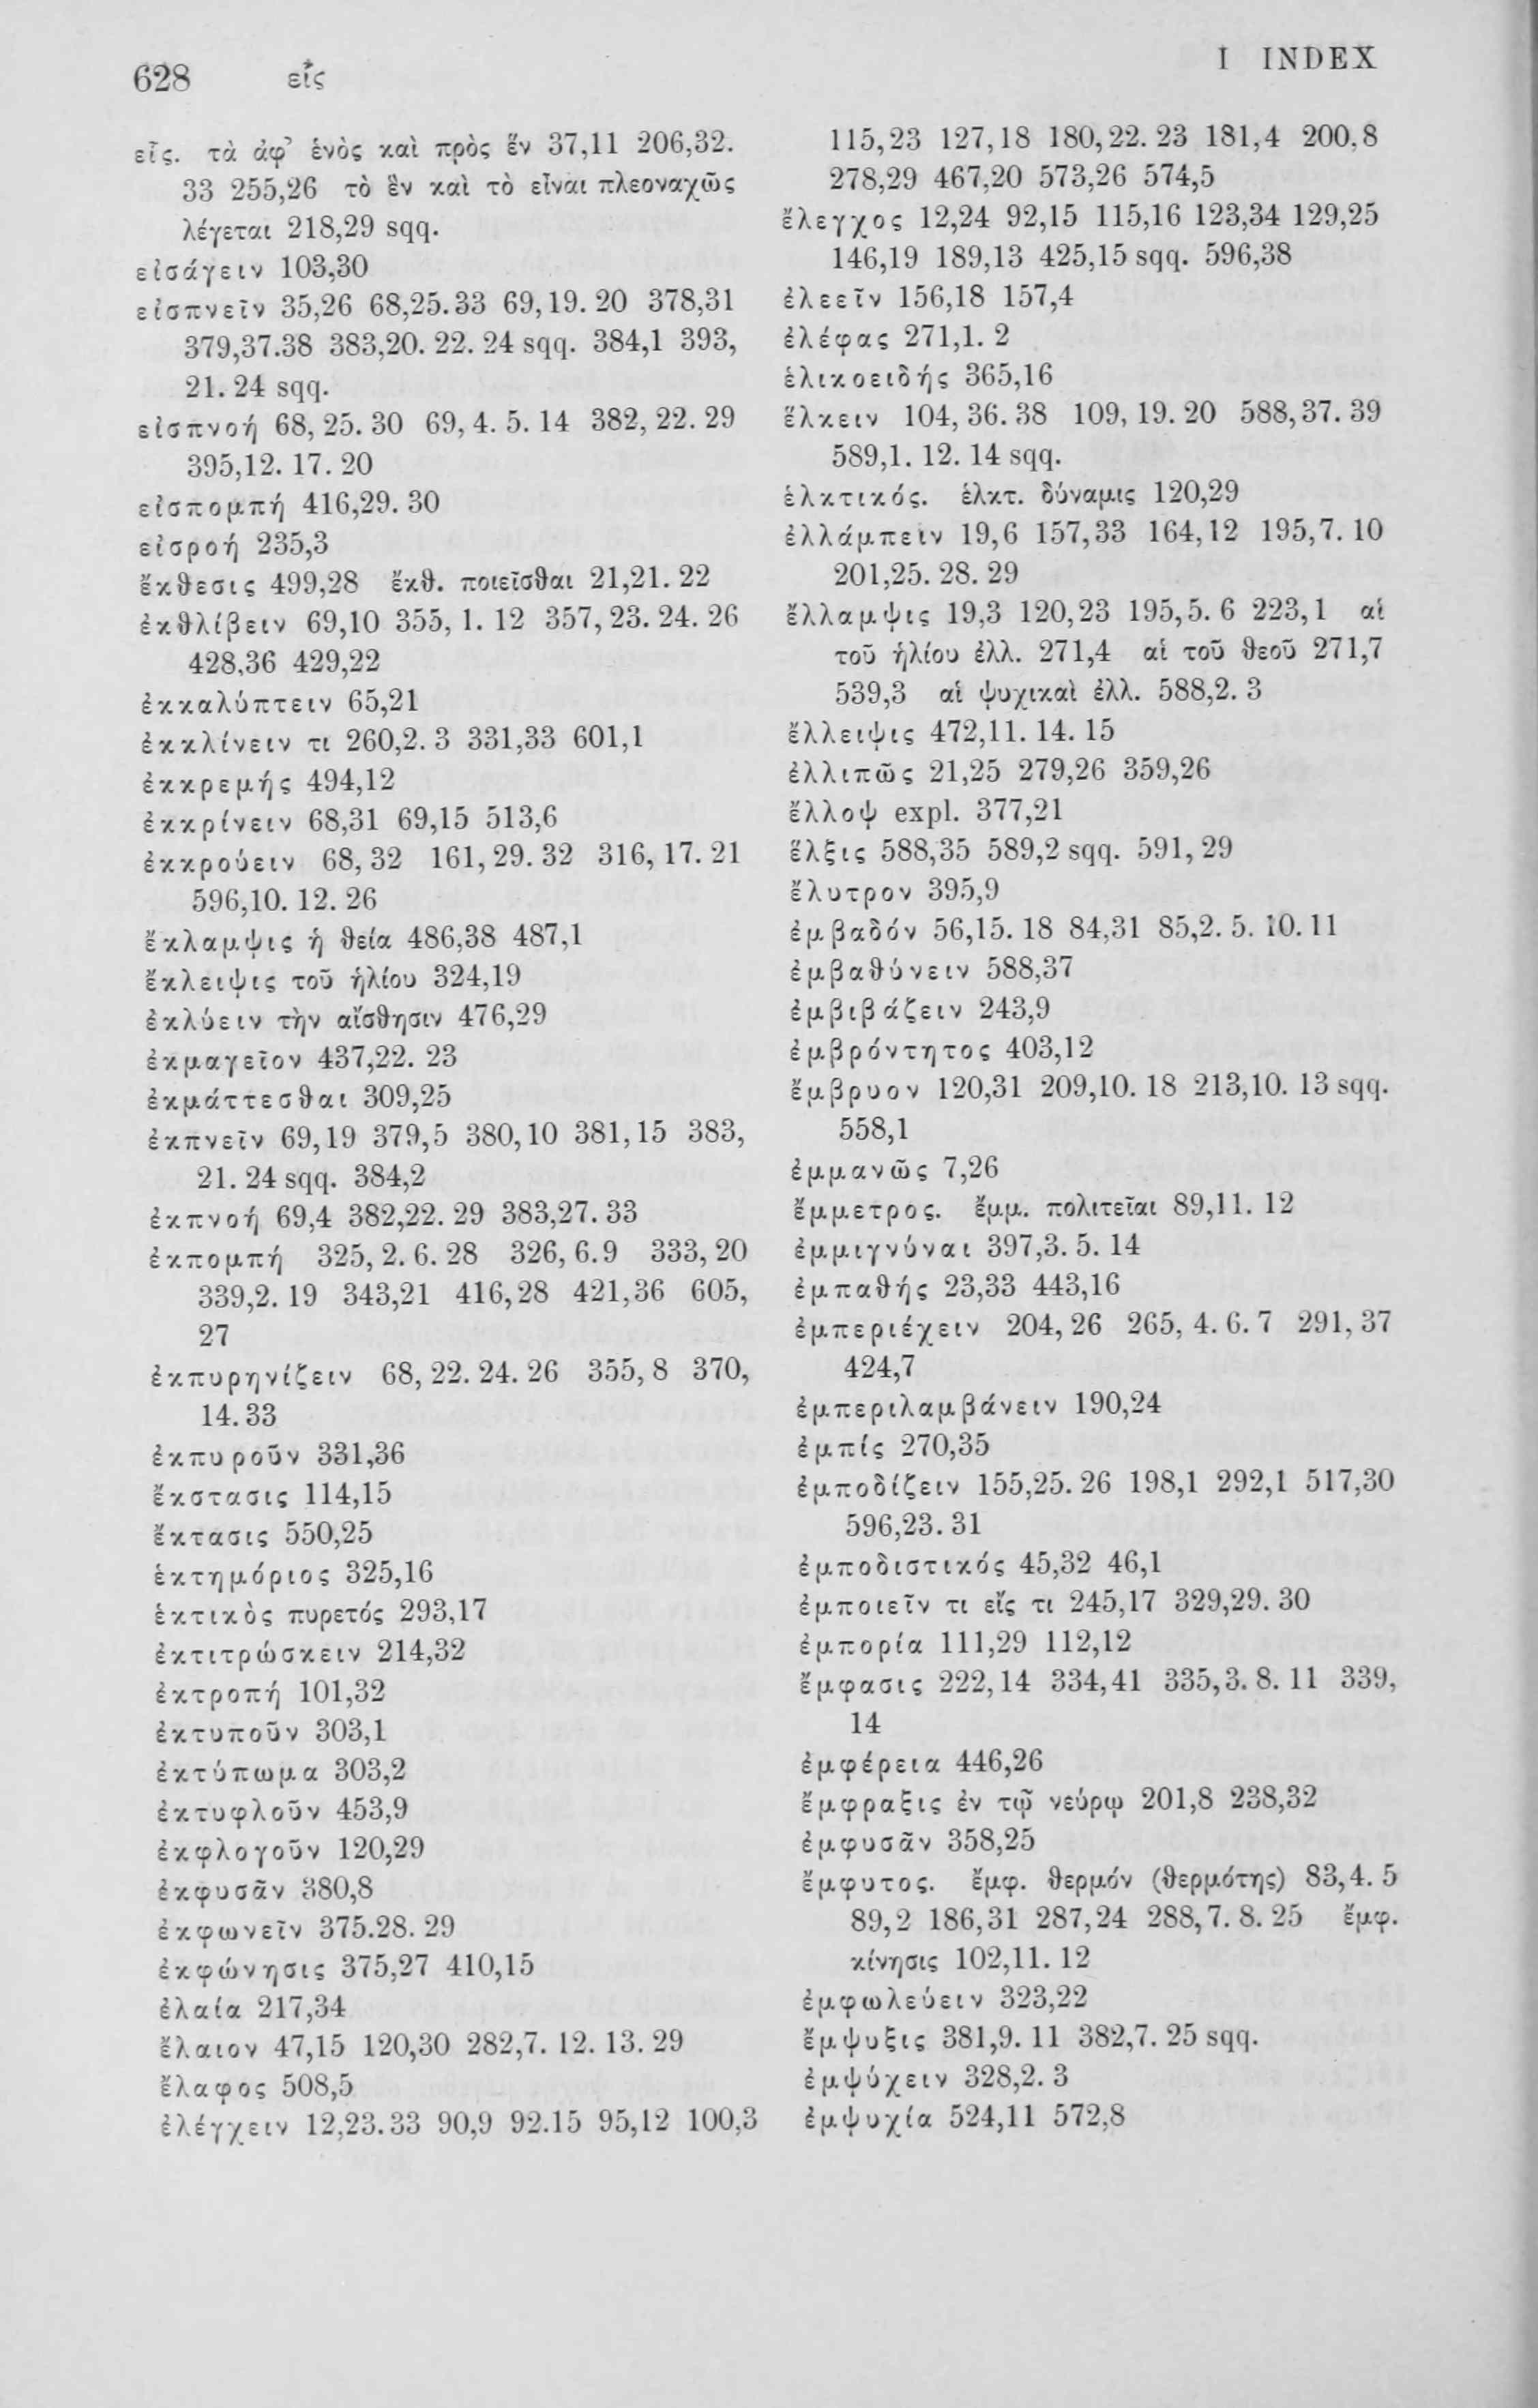 628 εἷς
I INDEX
εἷς. τὰ ἀφ’ ἑνὸς καὶ πρὸς ἕν 37,11 206,32.
33 255,26 τὸ ἓν καὶ τὸ εἶναι πλεοναχῶς
λέγεται 218,29 sqq.
εἰσάγειν 103,30
εἰσπνεῖν 35,26 68,25.33 69,19. 20 378,31
379,37.38 383,20. 22. 24 sqq. 384,1 393,
21. 24 sqq.
εἰσπνοή 68, 25. 30 69, 4. 5. 14 382, 22. 29
395,12. 17. 20
εἰσπομπή 416,29. 30
εἰσροή 235,3
ἔκθεσις 499,28 ἔκθ. ποιεῖσθαι 21,21. 22
ἐκθλίβειν 69,10 355, 1. 12 357, 23. 24. 26
428,36 429,22
ἐκκαλύπτειν 65,21
ἐκκλίνειν τι 260,2. 3 331,33 601,1
ἐκκρεμής 494,12
ἐκκρίνειν 68,31 69,15 513,6
ἐκκρούειν 68, 32 161, 29. 32 316, 17. 21
596,10. 12. 26
ἔκλαμψις ἡ θεία 486,38 487,1
ἔκλειψις τοῦ ἡλίου 324,19
ἐκλύειν τὴν αἴσθησιν 476,29
ἐκμαγεῖον 437,22. 23
ἐκμάττεσθαι 309,25
ἐκπνεῖν 69,19 379,5 380,10 381,15 383,
21. 24 sqq. 384,2
ἐκπνοή 69,4 382,22. 29 383,27. 33
ἐκπομπή 325, 2. 6. 28 326, 6. 9 333, 20
339,2. 19 343,21 416,28 421,36 605,
27
ἐκπυρηνίζειν 68, 22. 24. 26 355, 8 370,
14. 33
ἐκπυροῦν 331,36
ἔκστασις 114,15
ἔκτασις 550,25
ἑκτημόριος 325,16
ἑκτικὸς πυρετός 293,17
ἐκτιτρώσκειν 214,32
ἐκτροπή 101,32
ἐκτυποῦν 303,1
ἐκτύπωμα 303,2
ἐκτυφλοῦν 453,9
ἐκφλογοῦν 120,29
ἐκφυσᾶν 380,8
ἐκφωνεῖν 375.28. 29
ἐκφώνησις 375,27 410,15
ἐλαία 217,34
ἔλαιον 47,15 120,30 282,7. 12. 13. 29
ἔλαφος 508,5
ἐλέγχειν 12,23. 33 90,9 92.15 95,12 100,3
115,23 127,18 180,22. 23 181,4 200,8
278,29 467,20 573,26 574,5
ἔλεγχος 12,24 92,15 115,16 123,34 129,25
146,19 189,13 425,15 sqq. 596,38
ἐλεεῖν 156,18 157,4
ἐλέφας 271,1. 2
ἑλικοειδής 365,16
ἕλκειν 104, 36. 38 109, 19. 20 588, 37. 39
589,1. 12. 14 sqq.
ἑλκτικός. ἑλκτ. δύναμις 120,29
ἐλλάμπειν 19,6 157,33 164,12 195,7. 10
201,25. 28. 29
ἔλλαμψις 19,3 120,23 195,5. 6 223,1 αἱ
τοῦ ἡλίου ἐλλ. 271,4 αἱ τοῦ θεοῦ 271,7
539,3 αἱ ψυχικαὶ ἐλλ. 588,2. 3
ἔλλειψις 472,11. 14. 15
ἐλλιπῶς 21,25 279,26 359,26
ἔλλοψ expl. 377,21
ἕλξις 588,35 589,2 sqq. 591, 29
ἔλυτρον 395,9
ἐμβαδόν 56,15. 18 84,31 85,2. 5. 10. 11
ἐμβαθύνειν 588,37
ἐμβιβάζειν 243,9
ἐμβρόντητος 403,12
ἔμβρυον 120,31 209,10. 18 213,10. 13 sqq.
558,1
ἐμμανῶς 7,26
ἔμμετρος. ἔμμ. πολιτεῖαι 89,11. 12
ἐμμιγνύναι 397,3. 5. 14
ἐμπαθής 23,33 443,16
ἐμπεριέχειν 204, 26 265, 4. 6. 7 291, 37
424,7
ἐμπεριλαμβάνειν 190,24
ἐμπίς 270,35
ἐμποδίζειν 155,25. 26 198,1 292,1 517,30
596,23. 31
ἐμποδιστικός 45,32 46,1
ἐμποιεῖν τι εἴς τι 245,17 329,29. 30
ἐμπορία 111,29 112,12
ἔμφασις 222,14 334,41 335,3. 8. 11 339,
14
ἐμφέρεια 446,26
ἔμφραξις ἐν τῷ νεύρῳ 201,8 238,32
ἐμφυσᾶν 358,25
ἔμφυτος. ἔμφ. θερμόν (θερμότης) 83,4. 5
89,2 186,31 287,24 288,7. 8. 25 ἔμφ.
κίνησις 102,11. 12
ἐμφωλεύειν 323,22
ἔμψυξις 381,9. 11 382,7. 25 sqq.
ἐμψύχειν 328,2. 3
ἐμψυχία 524,11 572,8